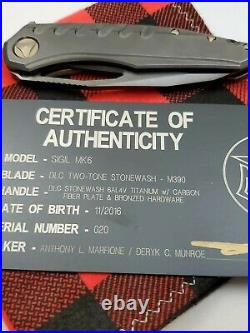 CERTIFICATE OF
AUTHENTICITY
MODEL - SIGIL MK6
BLADE - DLC TWO-TONE STONEWASH - M390
HANDLE - DLC STONEWASH 6AL4V TITANIUM W/ CARBON
FIBER PLATE & BRONZED HARDWARE
ATE OF BIRTH - 11/2016
ERIAL NUMBER - 020
KER - ANTHONY L. MARFIONE / DERYK C. MUNROE